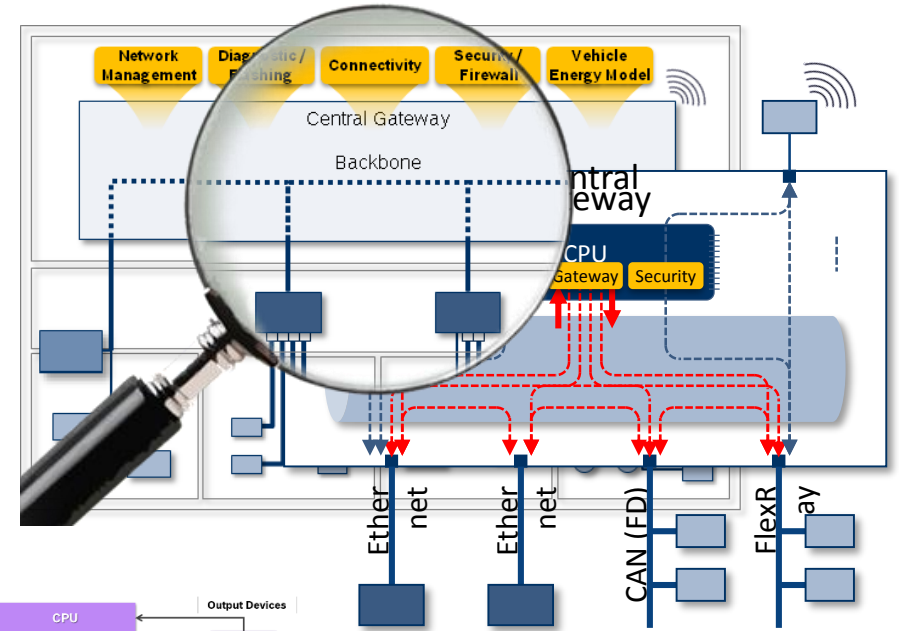 Network
Management
Diagnostic /
Flashing
Connectivity
Security /
Firewall
Vehicle
Energy Model
Central Gateway
Backbone
ntral
eway
CPU
Gateway
Security
Ether
net
Ether
net
CAN (FD)
FlexR
ay
Output Devices
CPU